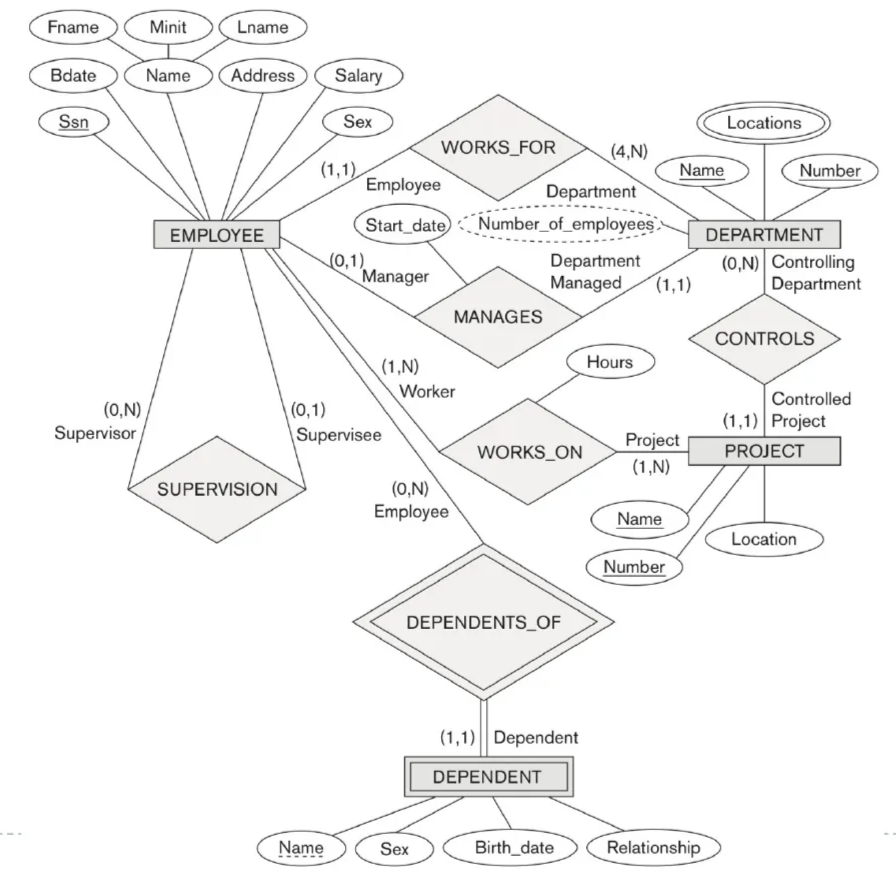 Fname
Minit
Lname
Bdate
Name
Address
Salary
Ssn
Sex
WORKS_FOR
(1,1)
Employee
(4,N)
Department
Locations
Name
Number
Start_date
Number_of_employees
EMPLOYEE
DEPARTMENT
(0,1)
Manager
MANAGES
Department
Managed
(1,1)
(0,N)
Controlling
Department
CONTROLS
Hours
(1,N)
Worker
(0,N)
Supervisor
(0,1)
Supervisee
SUPERVISION
WORKS_ON
Project
(1,N)
Controlled
Project
(1,1)
PROJECT
(0,N)
Employee
Name
Number
Location
DEPENDENTS_OF
(1,1)
Dependent
DEPENDENT
Name
Sex
Birth_date
Relationship